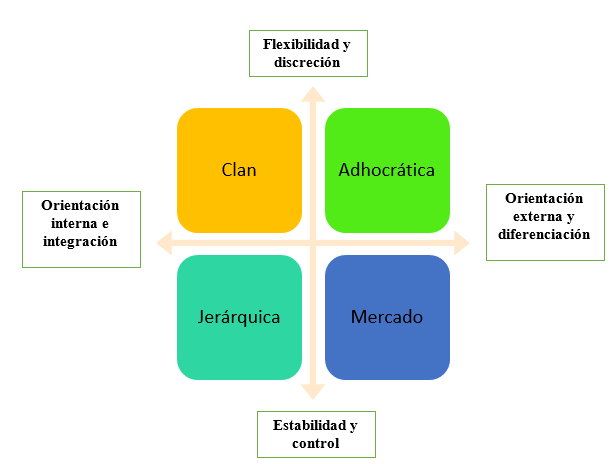 Flexibilidad y
discreción
Clan
Adhocrática
Orientación
interna e
integración
Orientación
externa y
diferenciación
Jerárquica
Mercado
Estabilidad y
control